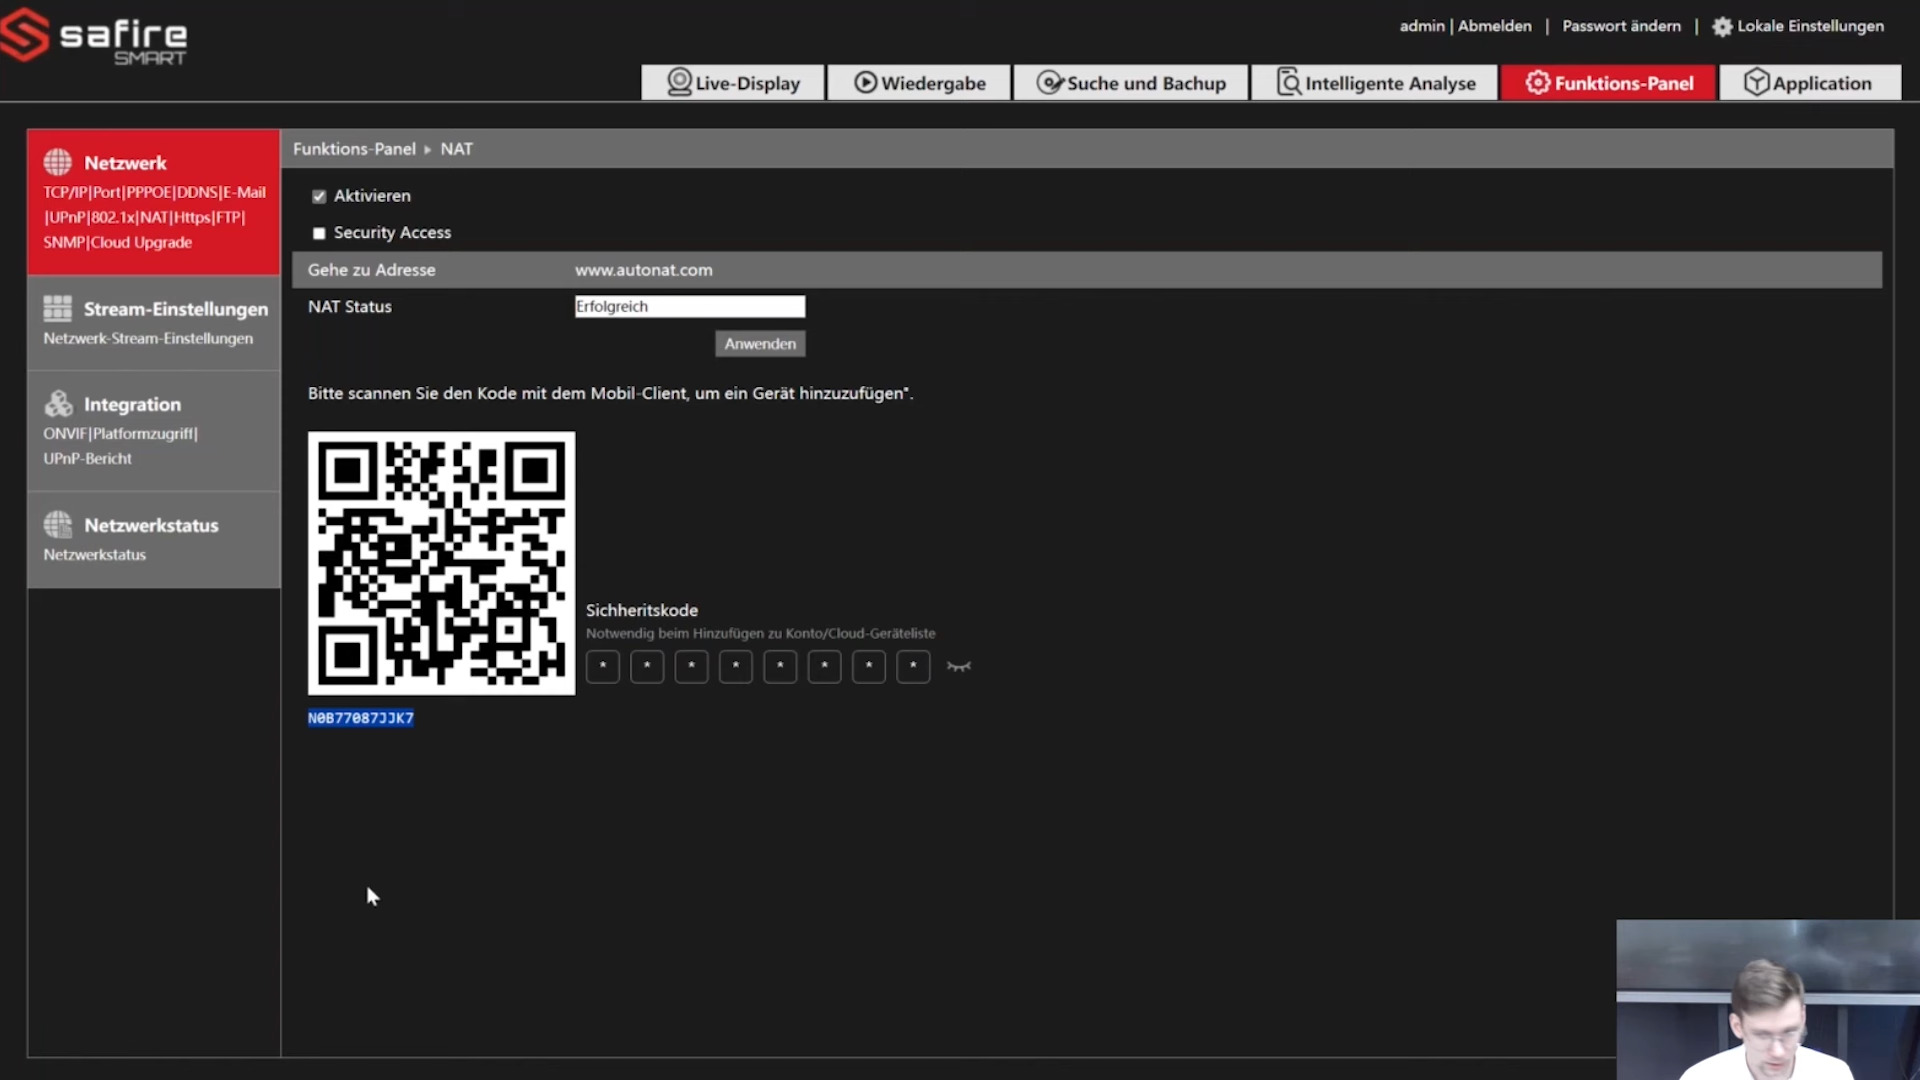 safire
SMART
admin | Abmelden | Passwort ändern | Lokale Einstellungen
Live-Display
Wiedergabe
Suche und Bachup
Intelligente Analyse
Funktions-Panel
Application
Netzwerk
TCP/IP|Port|PPPOE|DDNS|E-Mail
|UPnP|802.1x|NAT|Https|FTP|
SNMP|Cloud Upgrade
Stream-Einstellungen
Netzwerk-Stream-Einstellungen
Integration
ONVIF|Platformzugriff|
UPnP-Bericht
Netzwerkstatus
Netzwerkstatus
Funktions-Panel ▸ NAT
Aktivieren
Security Access
Gehe zu Adresse www.autonat.com
NAT Status Erfolgreich
Anwenden
Bitte scannen Sie den Kode mit dem Mobil-Client, um ein Gerät hinzuzufügen".
Sichheritskode
Notwendig beim Hinzufügen zu Konto/Cloud-Geräteliste
* * * * * * * *
N0B77087JJK7